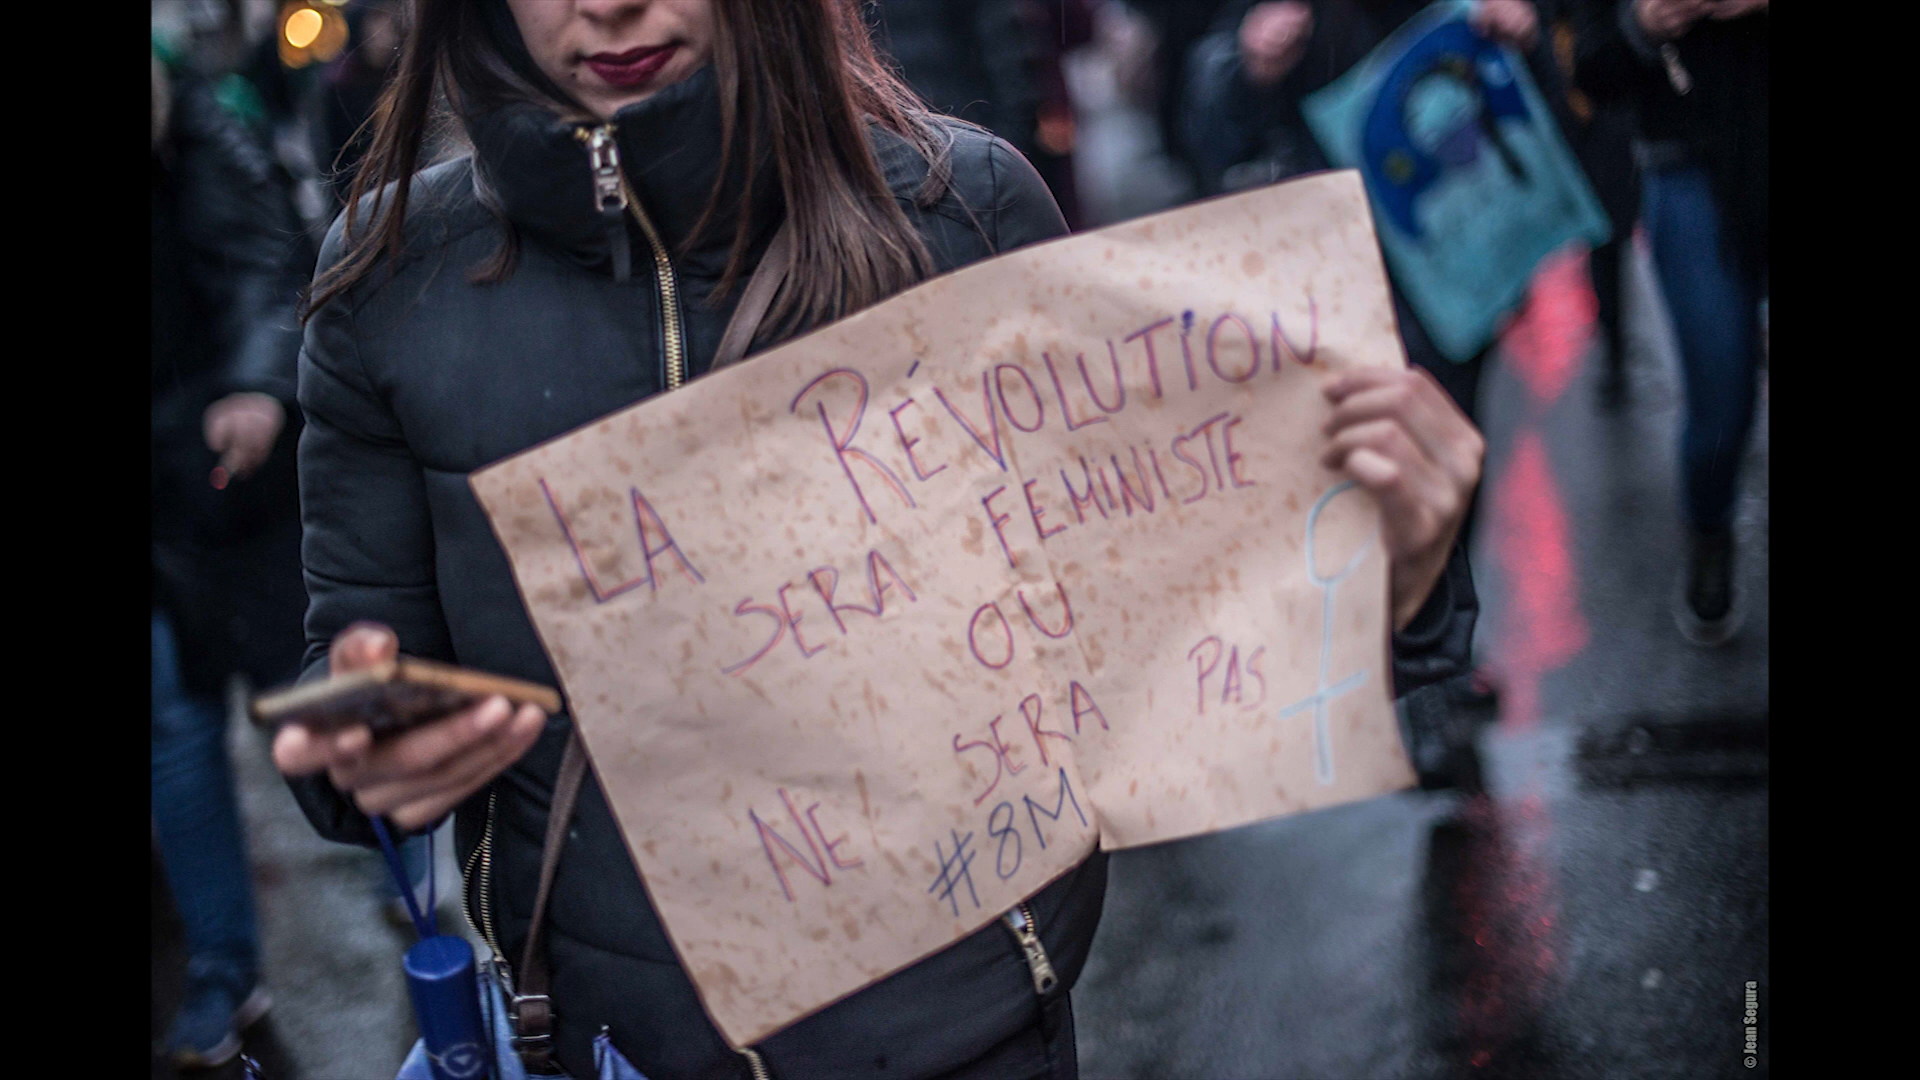 LA RÉVOLUTION
SERA FEMINISTE
OU
NE SERA PAS
#8M
© Jean Segura